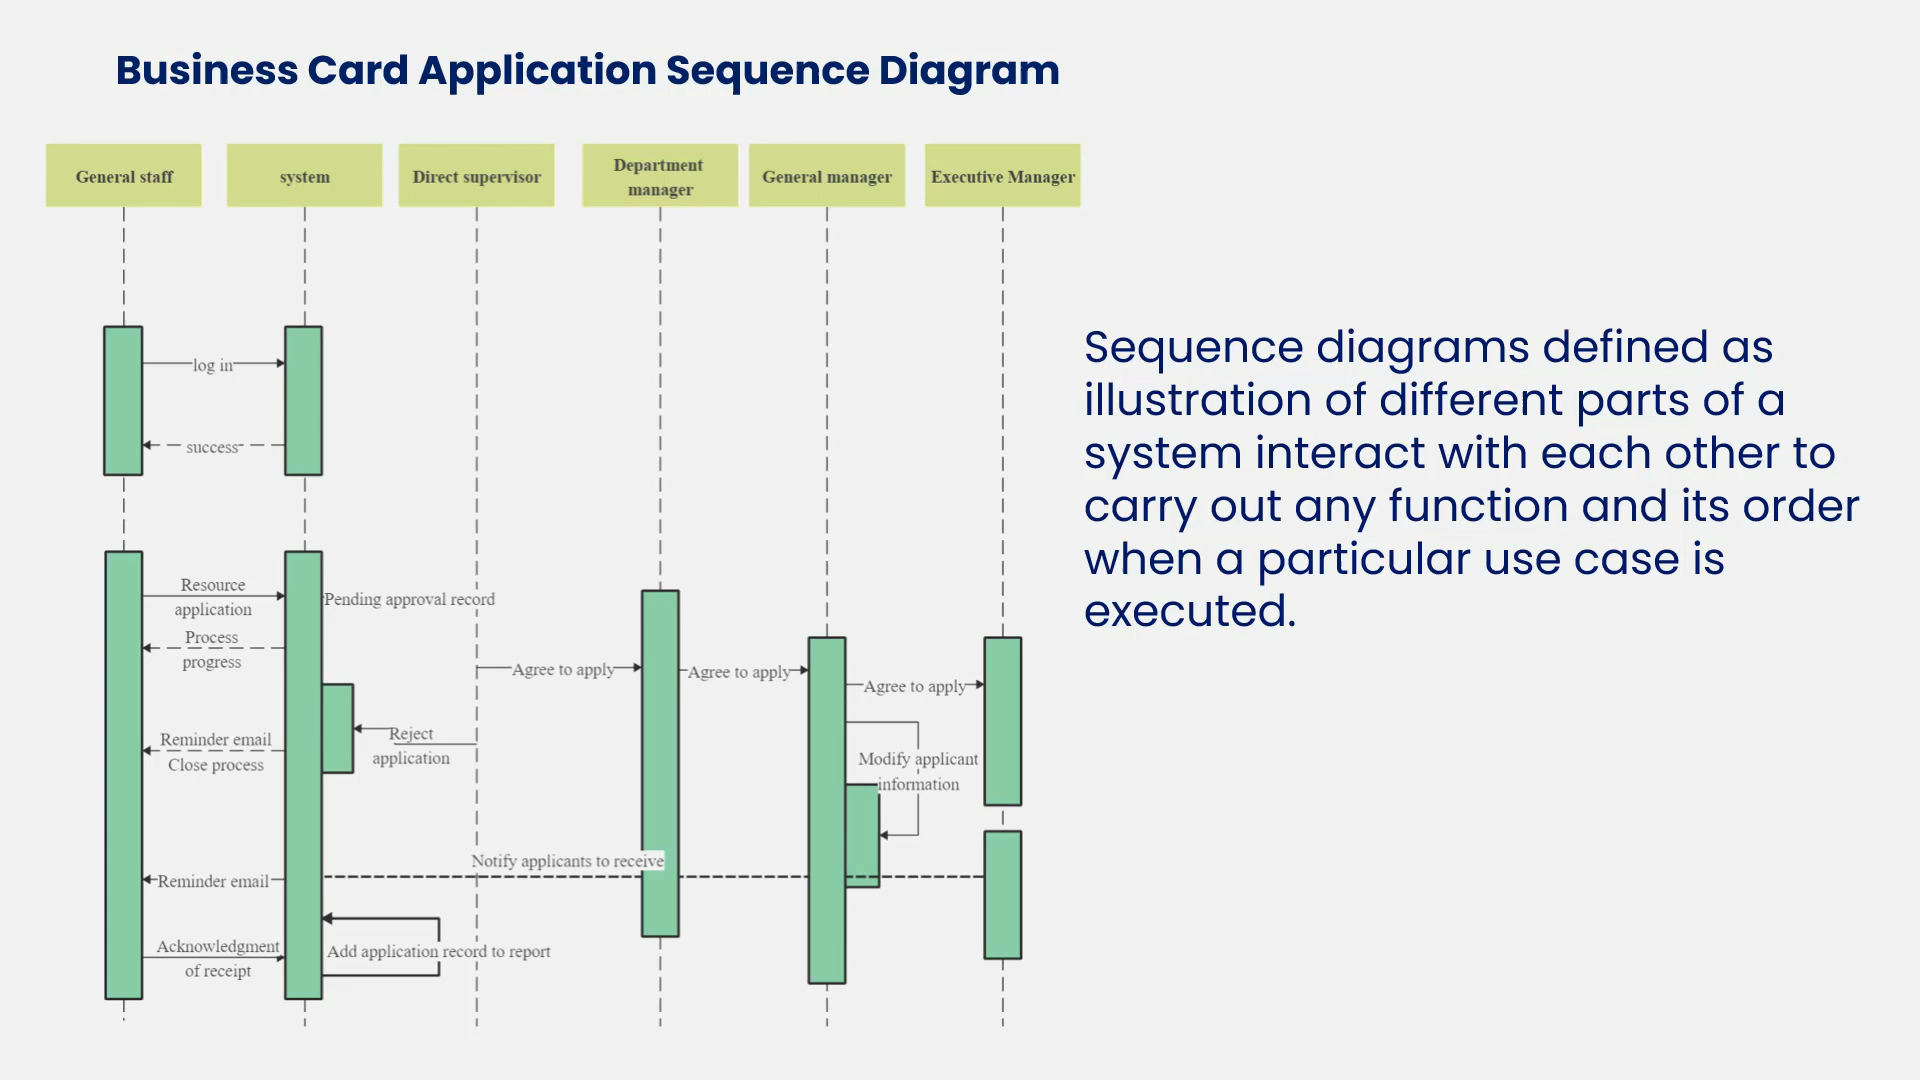 Business Card Application Sequence Diagram
General staff
system
Direct supervisor
Department
manager
General manager
Executive Manager
log in
success
Resource
application
Pending approval record
Process
progress
Agree to apply
Agree to apply
Agree to apply
Reject
application
Reminder email
Close process
Modify applicant
information
Notify applicants to receive
Reminder email
Acknowledgment
of receipt
Add application record to report
Sequence diagrams defined as
illustration of different parts of a
system interact with each other to
carry out any function and its order
when a particular use case is
executed.